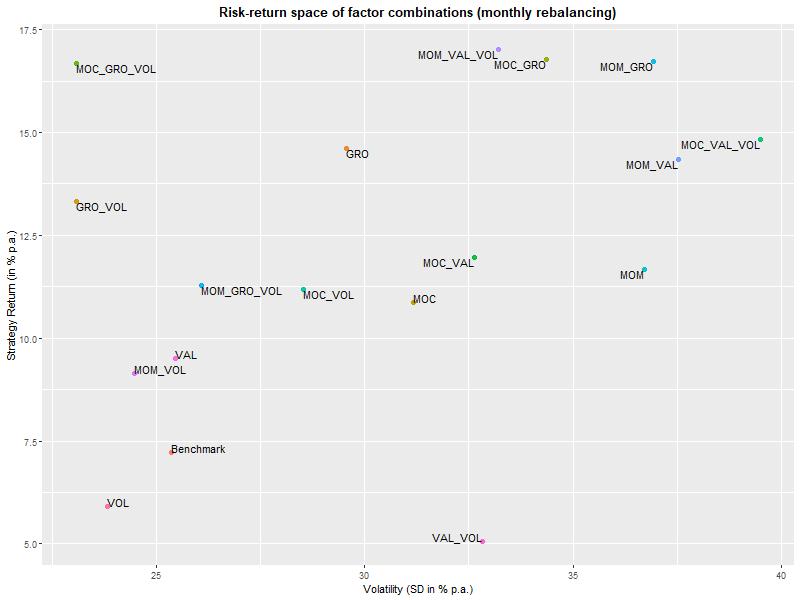 Risk-return space of factor combinations (monthly rebalancing)
17.5
MOM_VAL_VOL
MOC_GRO
MOM_GRO
MOC_GRO_VOL
15.0
MOC_VAL_VOL
GRO
MOM_VAL
GRO_VOL
12.5
MOC_VAL
MOM
MOM_GRO_VOL
MOC_VOL
MOC
10.0
VAL
MOM_VOL
7.5
Benchmark
VOL
VAL_VOL
5.0
Strategy Return (in % p.a.)
25
30
35
40
Volatility (SD in % p.a.)